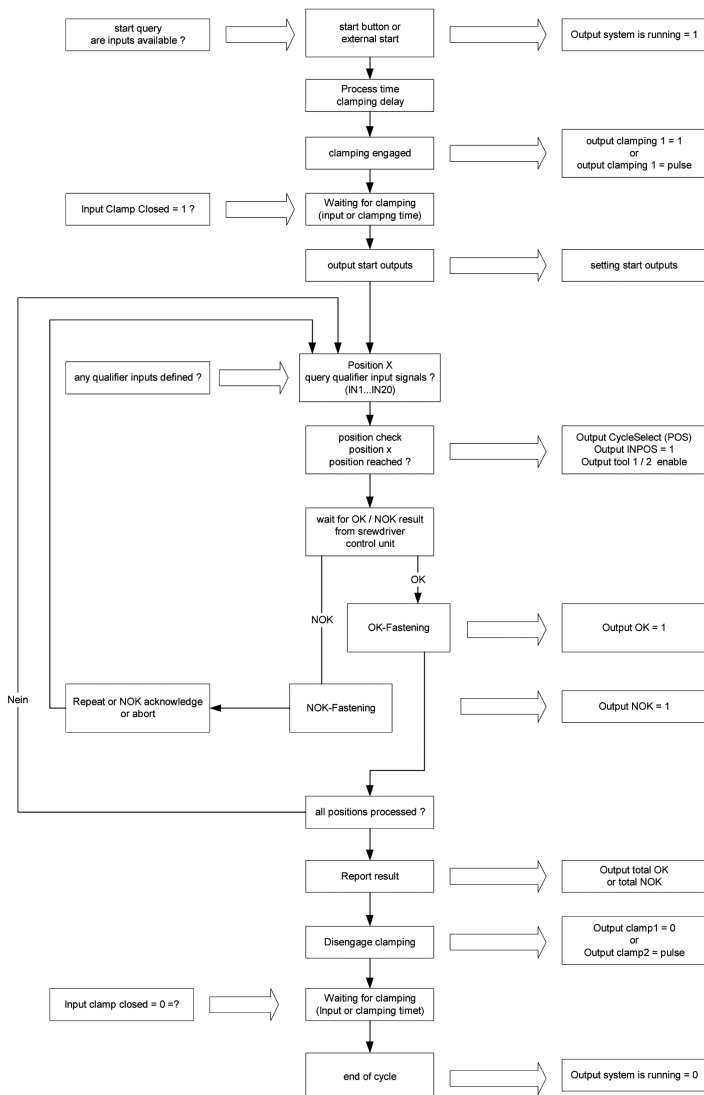 start query
are inputs available ?
start button or
external start
Output system is running = 1
Process time
clamping delay
clamping engaged
output clamping 1 = 1
or
output clamping 1 = pulse
Input Clamp Closed = 1 ?
Waiting for clamping
(input or clampng time)
output start outputs
setting start outputs
any qualifier inputs defined ?
Position X
query qualifier input signals ?
(IN1...IN20)
position check
position x
position reached ?
Output CycleSelect (POS)
Output INPOS = 1
Output tool 1 / 2 enable
wait for OK / NOK result
from srewdriver
control unit
OK
NOK
OK-Fastening
Output OK = 1
Nein
Repeat or NOK acknowledge
or abort
NOK-Fastening
Output NOK = 1
all positions processed ?
Report result
Output total OK
or total NOK
Disengage clamping
Output clamp1 = 0
or
Output clamp2 = pulse
Input clamp closed = 0 =?
Waiting for clamping
(Input or clamping timet)
end of cycle
Output system is running = 0